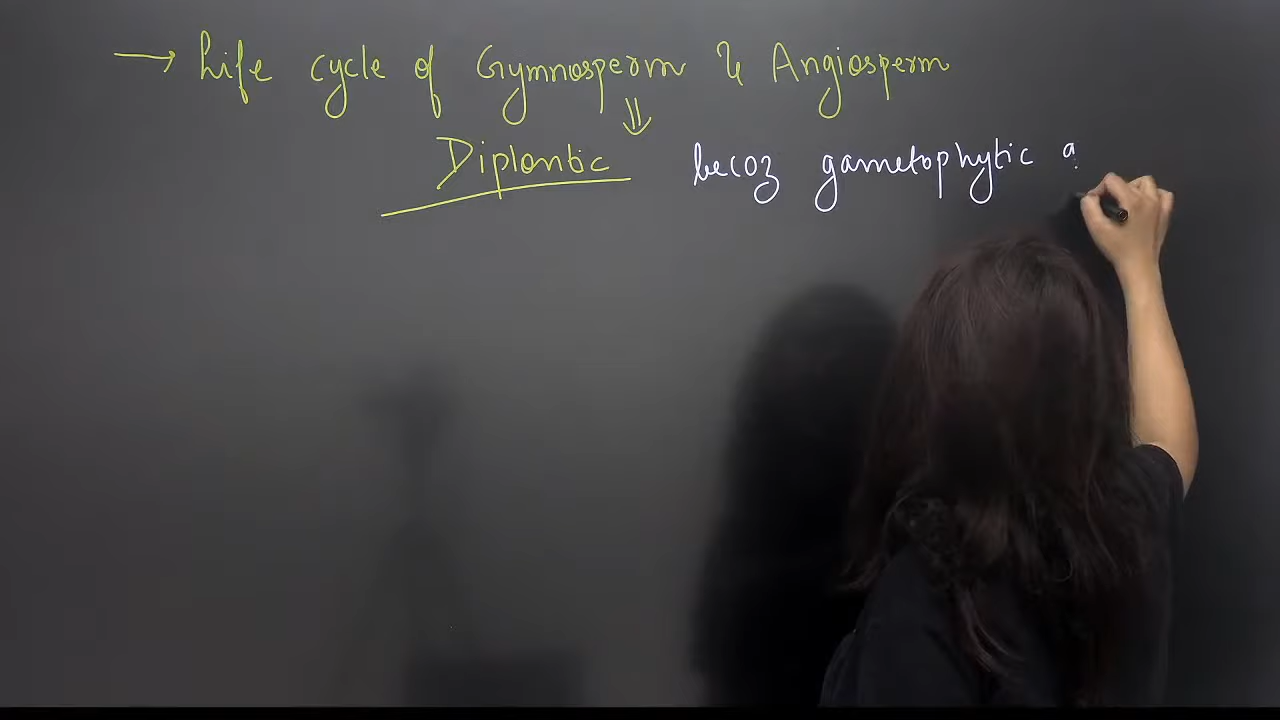 → Life cycle of Gymnosperm & Angiosperm
⇓
Diplontic becoz gametophytic